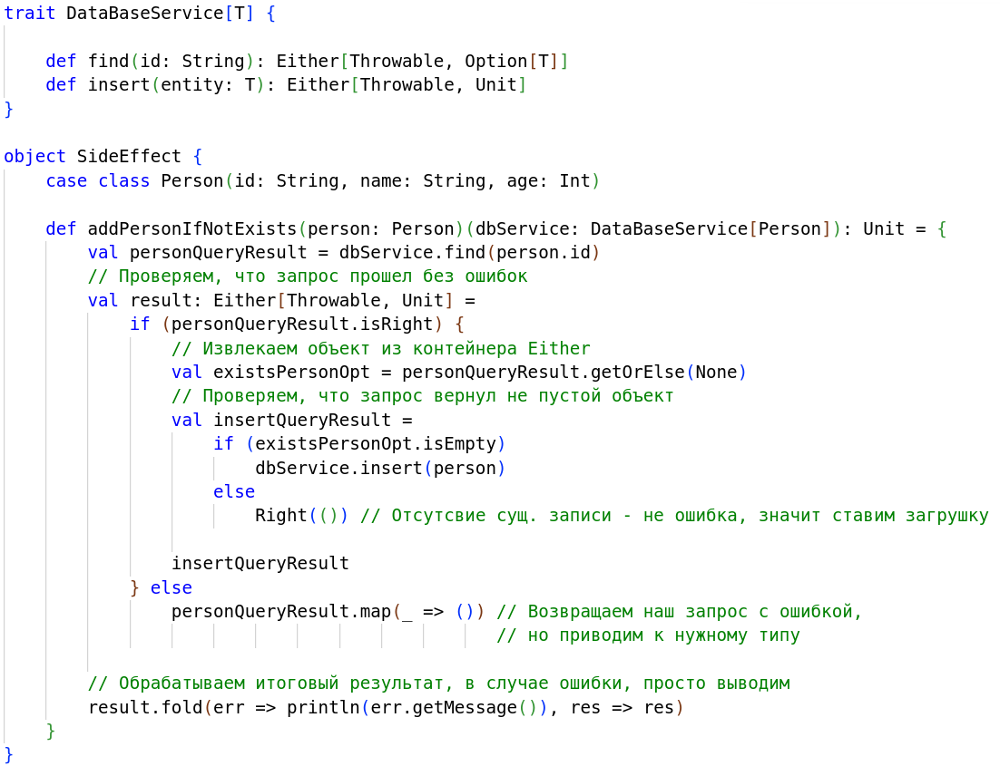 trait DataBaseService[T] {
    def find(id: String): Either[Throwable, Option[T]]
    def insert(entity: T): Either[Throwable, Unit]
}
object SideEffect {
    case class Person(id: String, name: String, age: Int)
    def addPersonIfNotExists(person: Person)(dbService: DataBaseService[Person]): Unit = {
        val personQueryResult = dbService.find(person.id)
        // Проверяем, что запрос прошел без ошибок
        val result: Either[Throwable, Unit] =
            if (personQueryResult.isRight) {
                // Извлекаем объект из контейнера Either
                val existsPersonOpt = personQueryResult.getOrElse(None)
                // Проверяем, что запрос вернул не пустой объект
                val insertQueryResult =
                    if (existsPersonOpt.isEmpty)
                        dbService.insert(person)
                    else
                        Right(()) // Отсутсвие сущ. записи - не ошибка, значит ставим загрушку
                insertQueryResult
            } else
                personQueryResult.map(_ => ()) // Возвращаем наш запрос с ошибкой,
                                               // но приводим к нужному типу
        // Обрабатываем итоговый результат, в случае ошибки, просто выводим
        result.fold(err => println(err.getMessage()), res => res)
    }
}